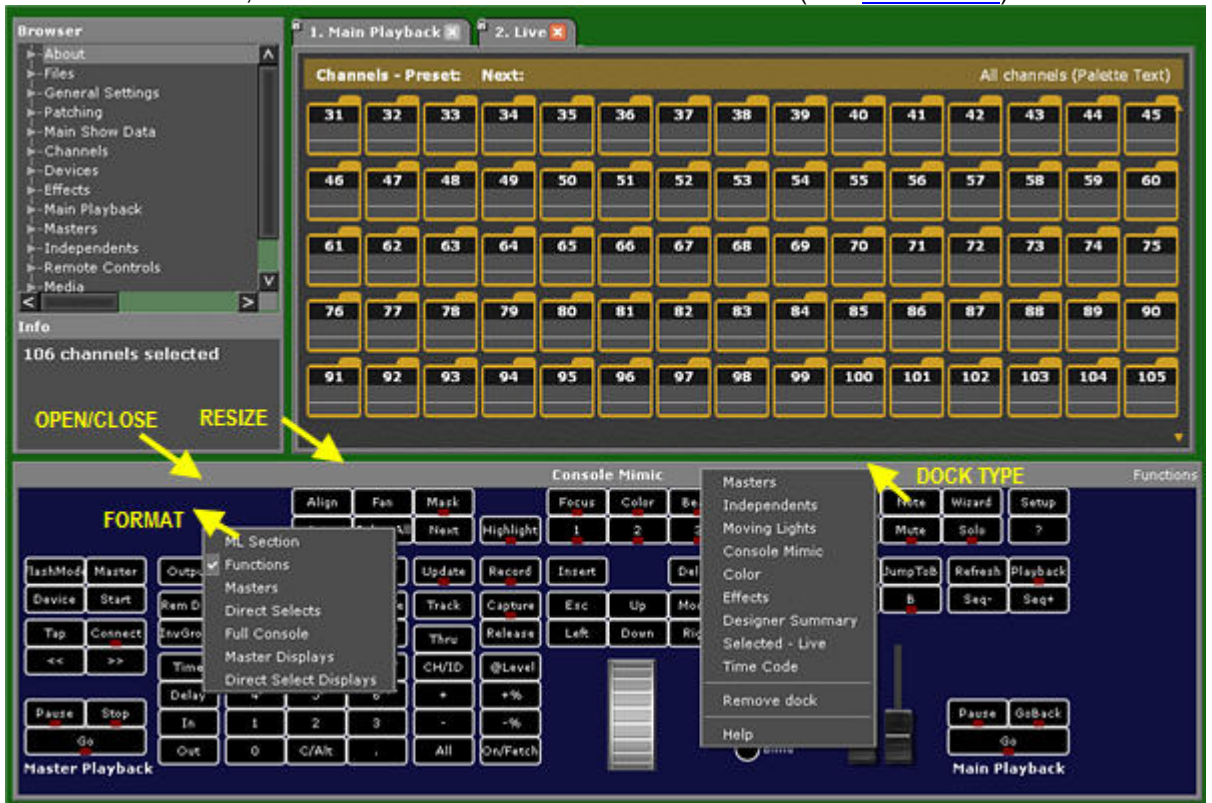 Browser
About
Files
General Settings
Patching
Main Show Data
Channels
Devices
Effects
Main Playback
Masters
Independents
Remote Controls
Media
Info
106 channels selected
1. Main Playback
2. Live
Channels - Preset: Next: All channels (Palette Text)
31 32 33 34 35 36 37 38 39 40 41 42 43 44 45
46 47 48 49 50 51 52 53 54 55 56 57 58 59 60
61 62 63 64 65 66 67 68 69 70 71 72 73 74 75
76 77 78 79 80 81 82 83 84 85 86 87 88 89 90
91 92 93 94 95 96 97 98 99 100 101 102 103 104 105
OPEN/CLOSE RESIZE
DOCK TYPE
FORMAT
Console Mimic Functions
Align Fan Mask Focus Color Wizard Setup
Next Highlight 1 2 Mute Solo ?
FlashMode Master Update Record Insert JumpToB Refresh Playback
Device Start Track Capture Esc Up B Seq- Seq+
Tap Connect Thru Release Left Down
<< >> Time CH/ID @Level
Delay + +%
Pause Stop In 1 2 3 - -% Pause GoBack
Go Out 0 C/Alt . All On/Fetch Go
Master Playback Main Playback
ML Section
Functions
Masters
Direct Selects
Full Console
Master Displays
Direct Select Displays
Masters
Independents
Moving Lights
Console Mimic
Color
Effects
Designer Summary
Selected - Live
Time Code
Remove dock
Help